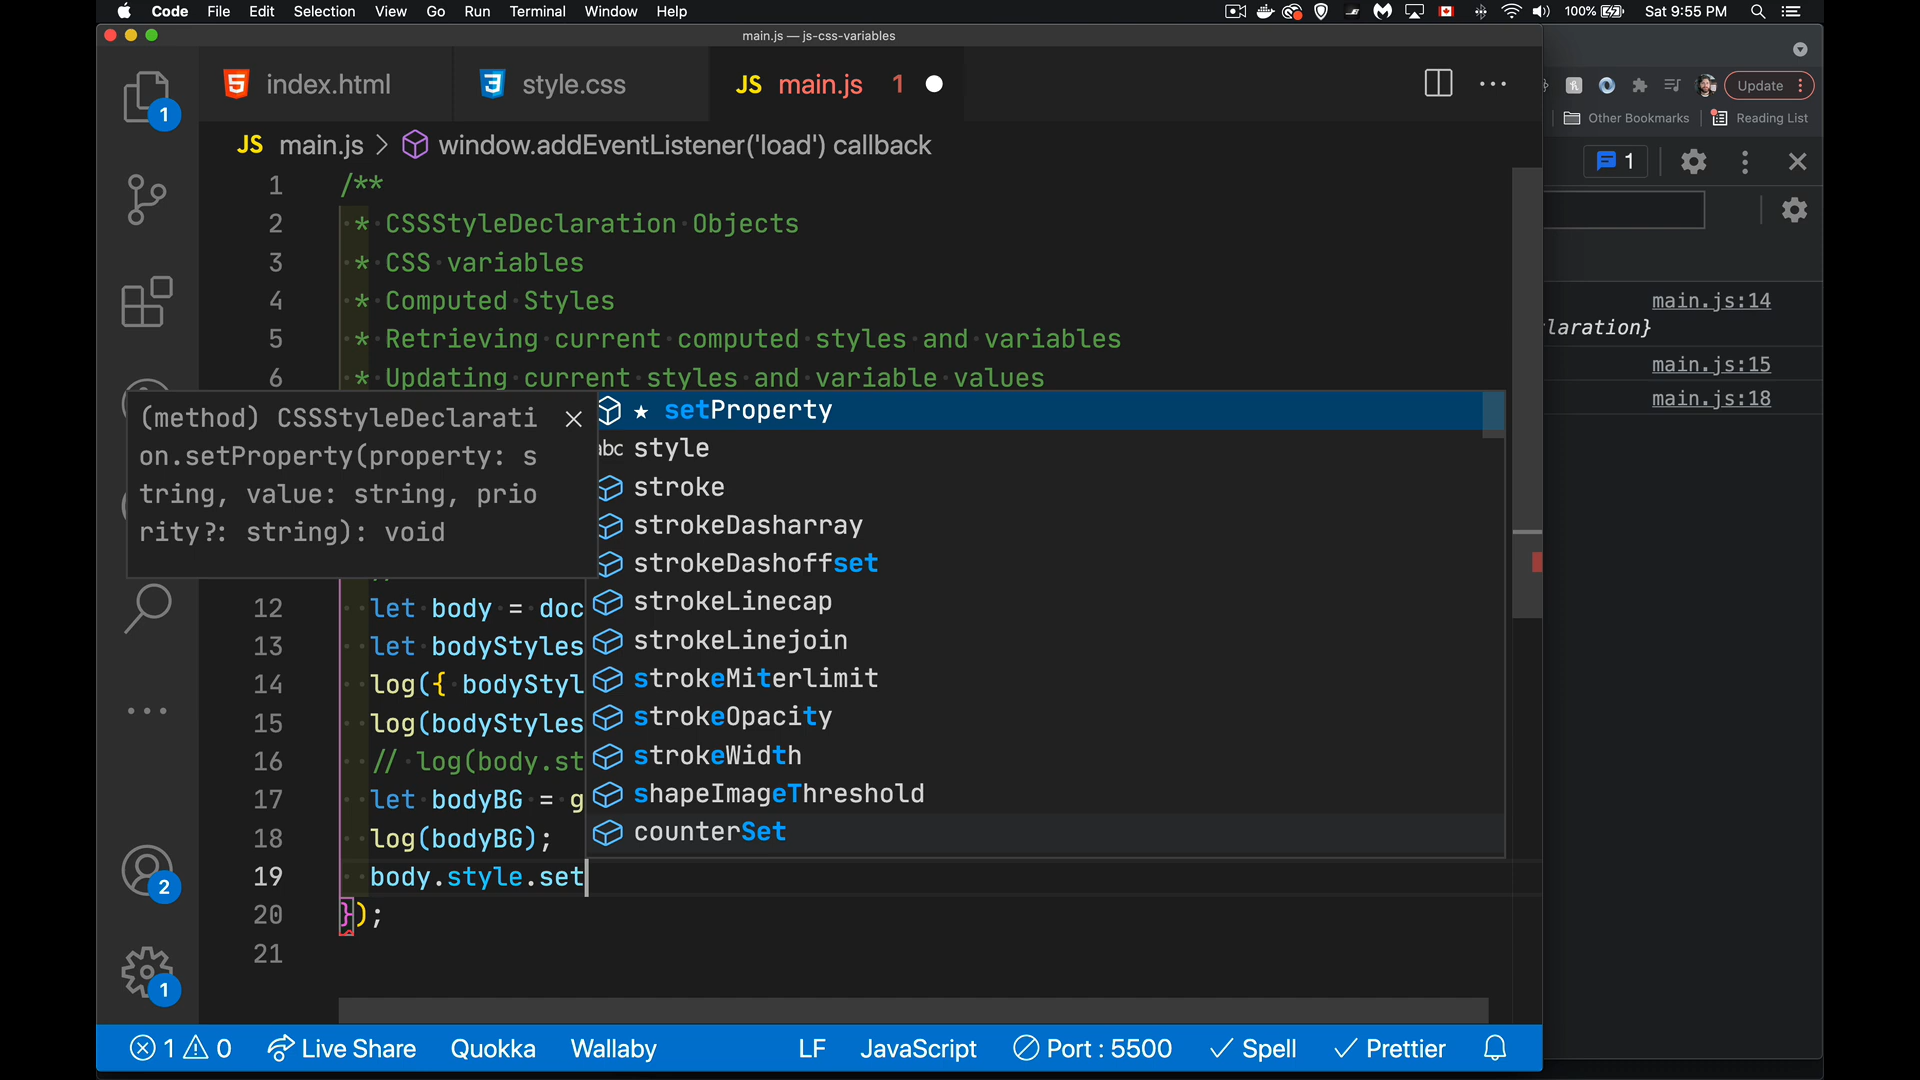 Code File Edit Selection View Go Run Terminal Window Help 100% Sat 9:55 PM
main.js — js-css-variables
index.html style.css JS main.js 1
Update
JS main.js > window.addEventListener('load') callback
Other Bookmarks Reading List
1
1 /**
2 * CSSStyleDeclaration Objects
3 * CSS variables
4 * Computed Styles
5 * Retrieving current computed styles and variables
6 * Updating current styles and variable values
(method) CSSStyleDeclarati
on.setProperty(property: s
tring, value: string, prio
rity?: string): void
setProperty
abc style
stroke
strokeDasharray
strokeDashoffset
strokeLinecap
strokeLinejoin
strokeMiterlimit
strokeOpacity
strokeWidth
shapeImageThreshold
counterSet
12 let body = doc
13 let bodyStyles
14 log({ bodyStyl
15 log(bodyStyles
16 // log(body.st
17 let bodyBG = g
18 log(bodyBG);
19 body.style.set
20 });
21
main.js:14
laration}
main.js:15
main.js:18
1
2
1
1 0 Live Share Quokka Wallaby LF JavaScript Port : 5500 Spell Prettier